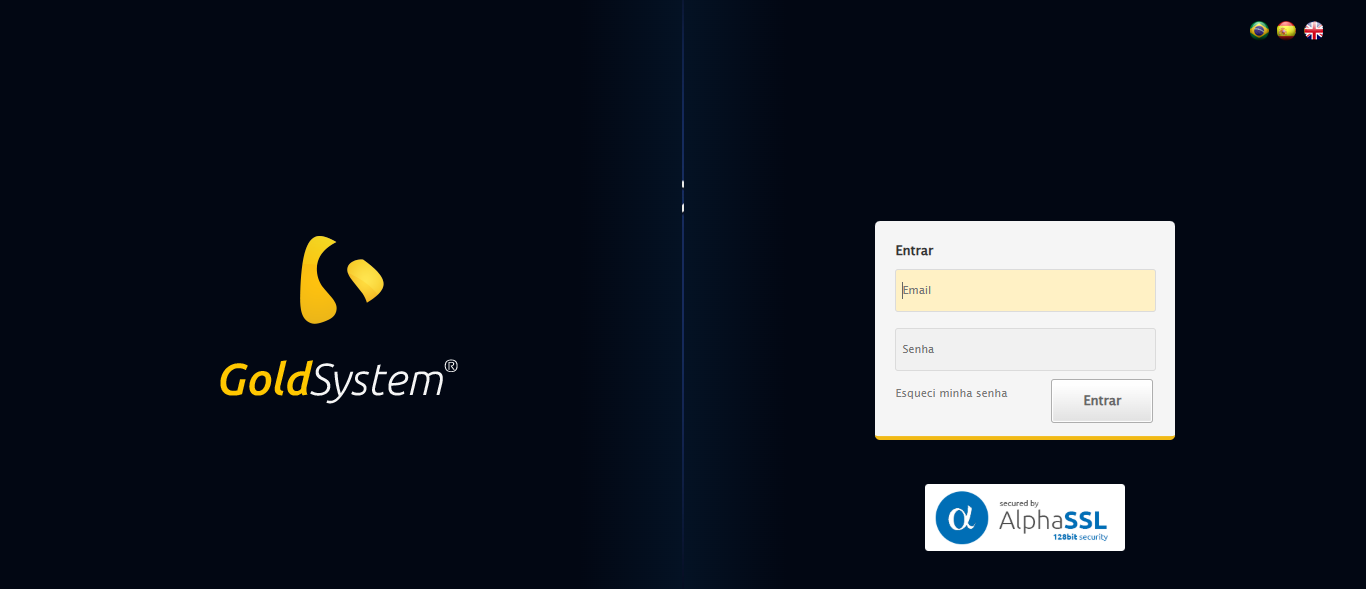 GoldSystem®
Entrar
Email
Senha
Esqueci minha senha
Entrar
α
secured by
AlphaSSL
128bit security